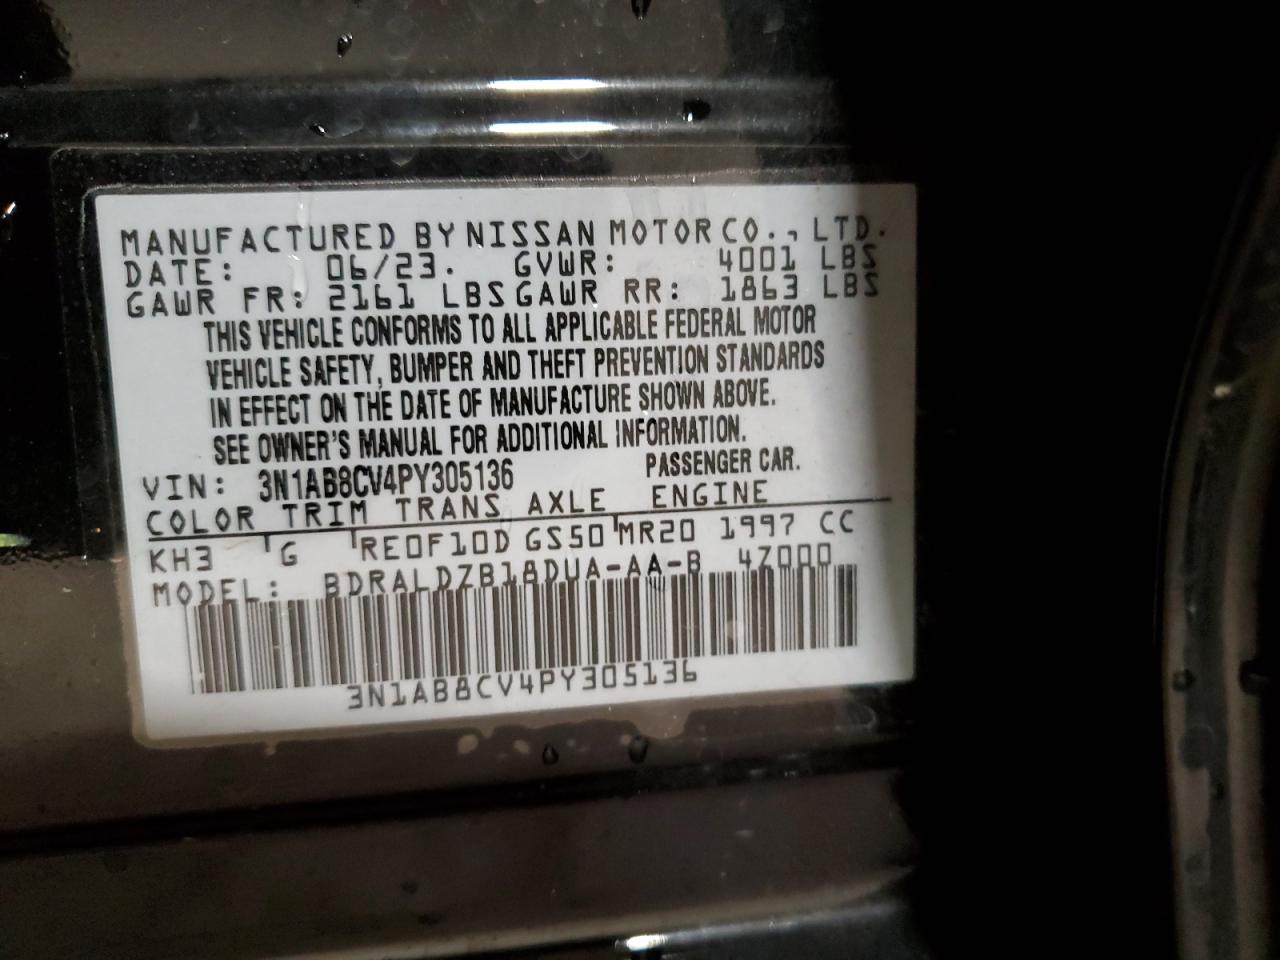 MANUFACTURED BY NISSAN MOTOR CO., LTD.
DATE: 06/23. GVWR: 4001 LBS
GAWR FR: 2161 LBS GAWR RR: 1863 LBS
THIS VEHICLE CONFORMS TO ALL APPLICABLE FEDERAL MOTOR
VEHICLE SAFETY, BUMPER AND THEFT PREVENTION STANDARDS
IN EFFECT ON THE DATE OF MANUFACTURE SHOWN ABOVE.
SEE OWNER'S MANUAL FOR ADDITIONAL INFORMATION.
VIN: 3N1AB8CV4PY305136 PASSENGER CAR.
COLOR TRIM TRANS AXLE ENGINE
KH3 G RE0F10D GS50 MR20 1997 CC
MODEL: BDRALDZB18DUA-AA-B 4Z000
3N1AB8CV4PY305136